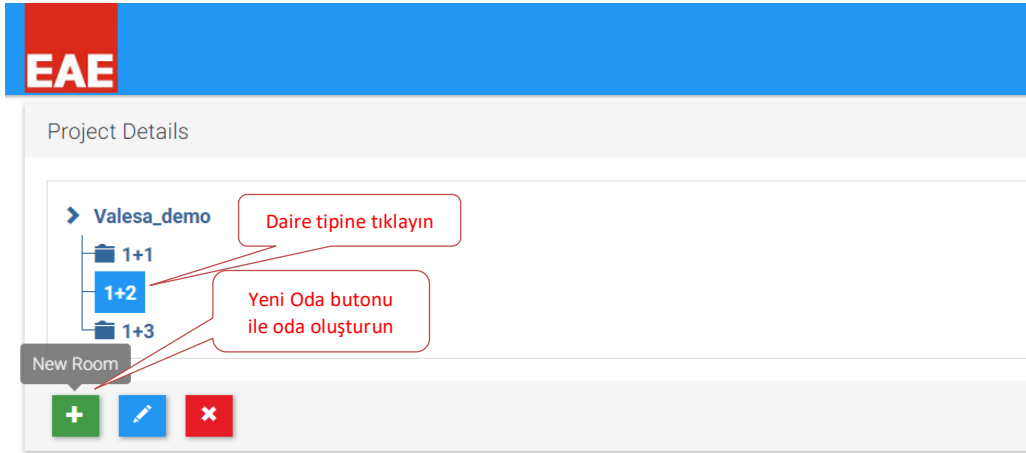 EAE
Project Details
Valesa_demo
Daire tipine tıklayın
1+1
1+2
Yeni Oda butonu
ile oda oluşturun
1+3
New Room